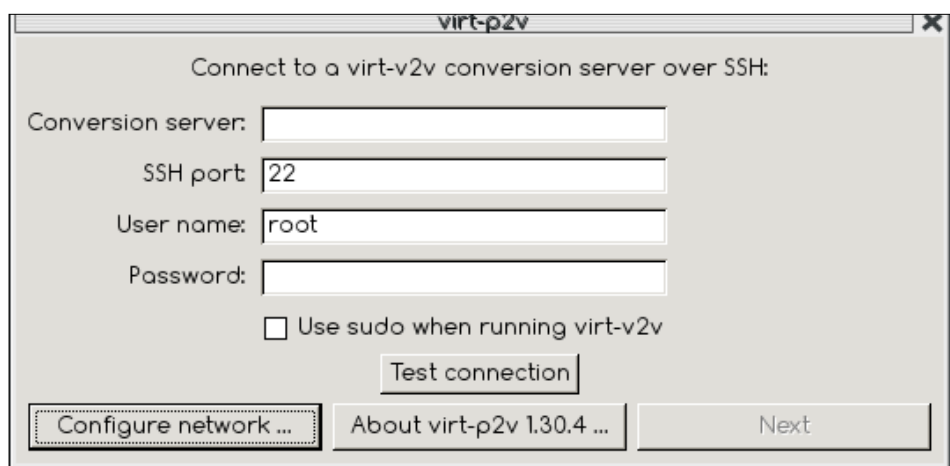 virt-p2v
Connect to a virt-v2v conversion server over SSH:
Conversion server:
SSH port: 22
User name: root
Password:
Use sudo when running virt-v2v
Test connection
Configure network ... About virt-p2v 1.30.4 ... Next